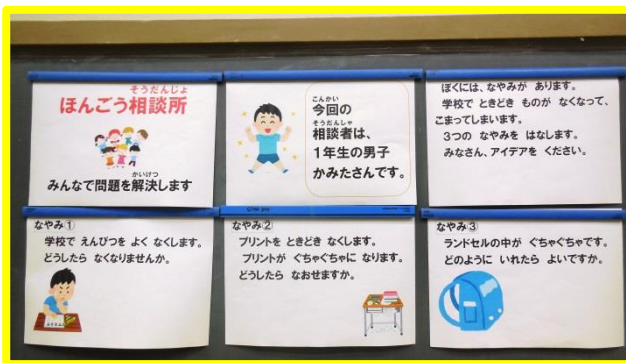 そうだんじょ
ほんごう相談所
かいけつ
みんなで問題を解決します
こんかい
今回の
そうだんしゃ
相談者は、
1年生の男子
かみたさんです。
ぼくには、なやみが あります。
学校で ときどき ものが なくなって、
こまってしまいます。
3つの なやみを はなします。
みなさん、アイデアを ください。
なやみ①
学校で えんぴつを よく なくします。
どうしたら なくなりませんか。
なやみ②
プリントを ときどき なくします。
プリントが ぐちゃぐちゃに なります。
どうしたら なおせますか。
なやみ③
ランドセルの中が ぐちゃぐちゃです。
どのように いれたら よいですか。